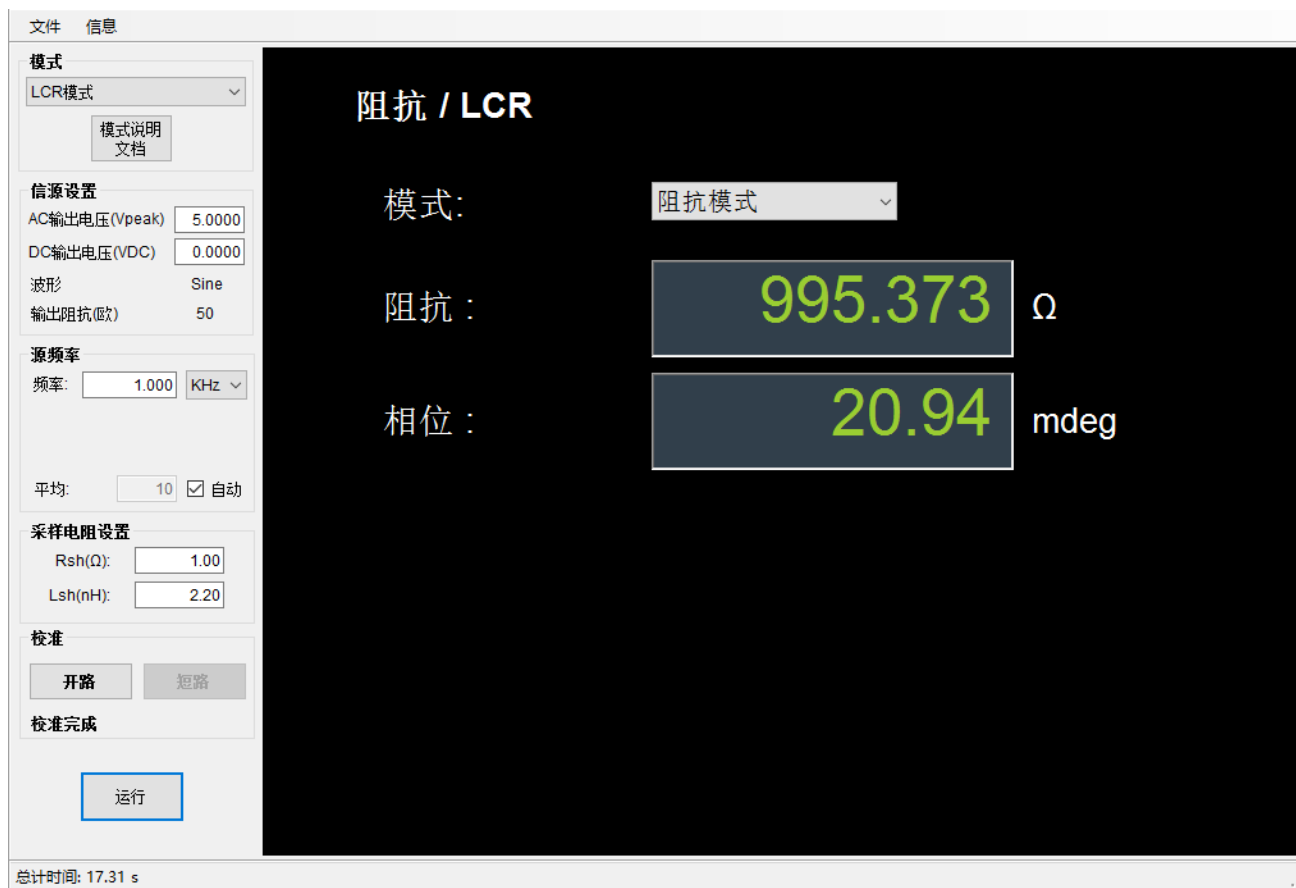 文件 信息
模式
LCR模式
模式说明
文档
信源设置
AC输出电压(Vpeak) 5.0000
DC输出电压(VDC) 0.0000
波形 Sine
输出阻抗(欧) 50
源频率
频率: 1.000 KHz
平均: 10 自动
采样电阻设置
Rsh(Ω): 1.00
Lsh(nH): 2.20
校准
开路 短路
校准完成
运行
阻抗 / LCR
模式: 阻抗模式
阻抗 : 995.373 Ω
相位 : 20.94 mdeg
总计时间: 17.31 s